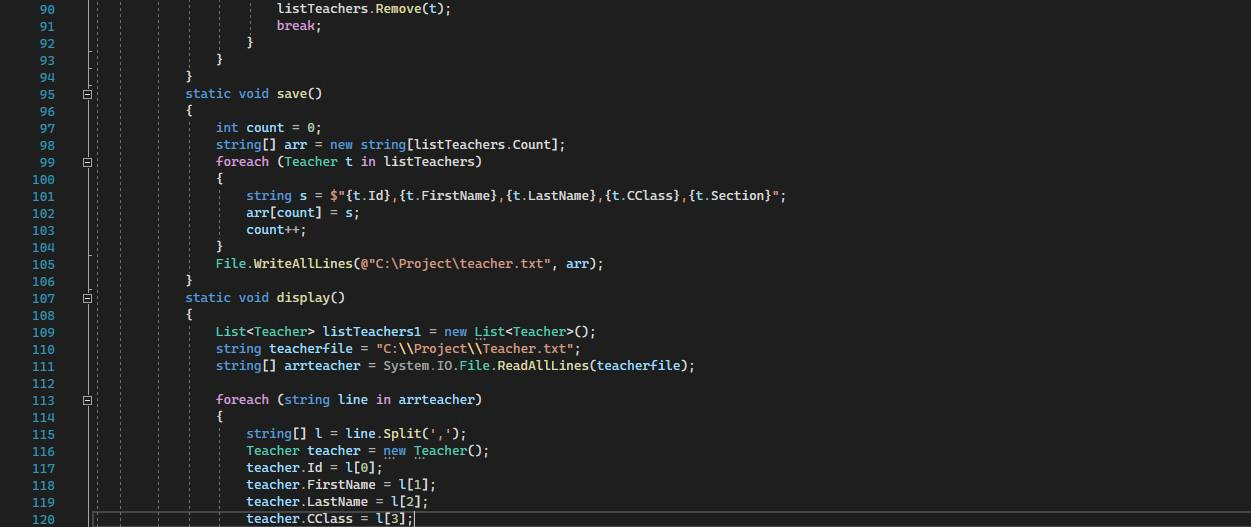 90 listTeachers.Remove(t);
91 break;
92 }
93 }
94 }
95 static void save()
96 {
97 int count = 0;
98 string[] arr = new string[listTeachers.Count];
99 foreach (Teacher t in listTeachers)
100 {
101 string s = $"{t.Id},{t.FirstName},{t.LastName},{t.CClass},{t.Section}";
102 arr[count] = s;
103 count++;
104 }
105 File.WriteAllLines(@"C:\Project\teacher.txt", arr);
106 }
107 static void display()
108 {
109 List<Teacher> listTeachers1 = new List<Teacher>();
110 string teacherfile = "C:\\Project\\Teacher.txt";
111 string[] arrteacher = System.IO.File.ReadAllLines(teacherfile);
112
113 foreach (string line in arrteacher)
114 {
115 string[] l = line.Split(',');
116 Teacher teacher = new Teacher();
117 teacher.Id = l[0];
118 teacher.FirstName = l[1];
119 teacher.LastName = l[2];
120 teacher.CClass = l[3];